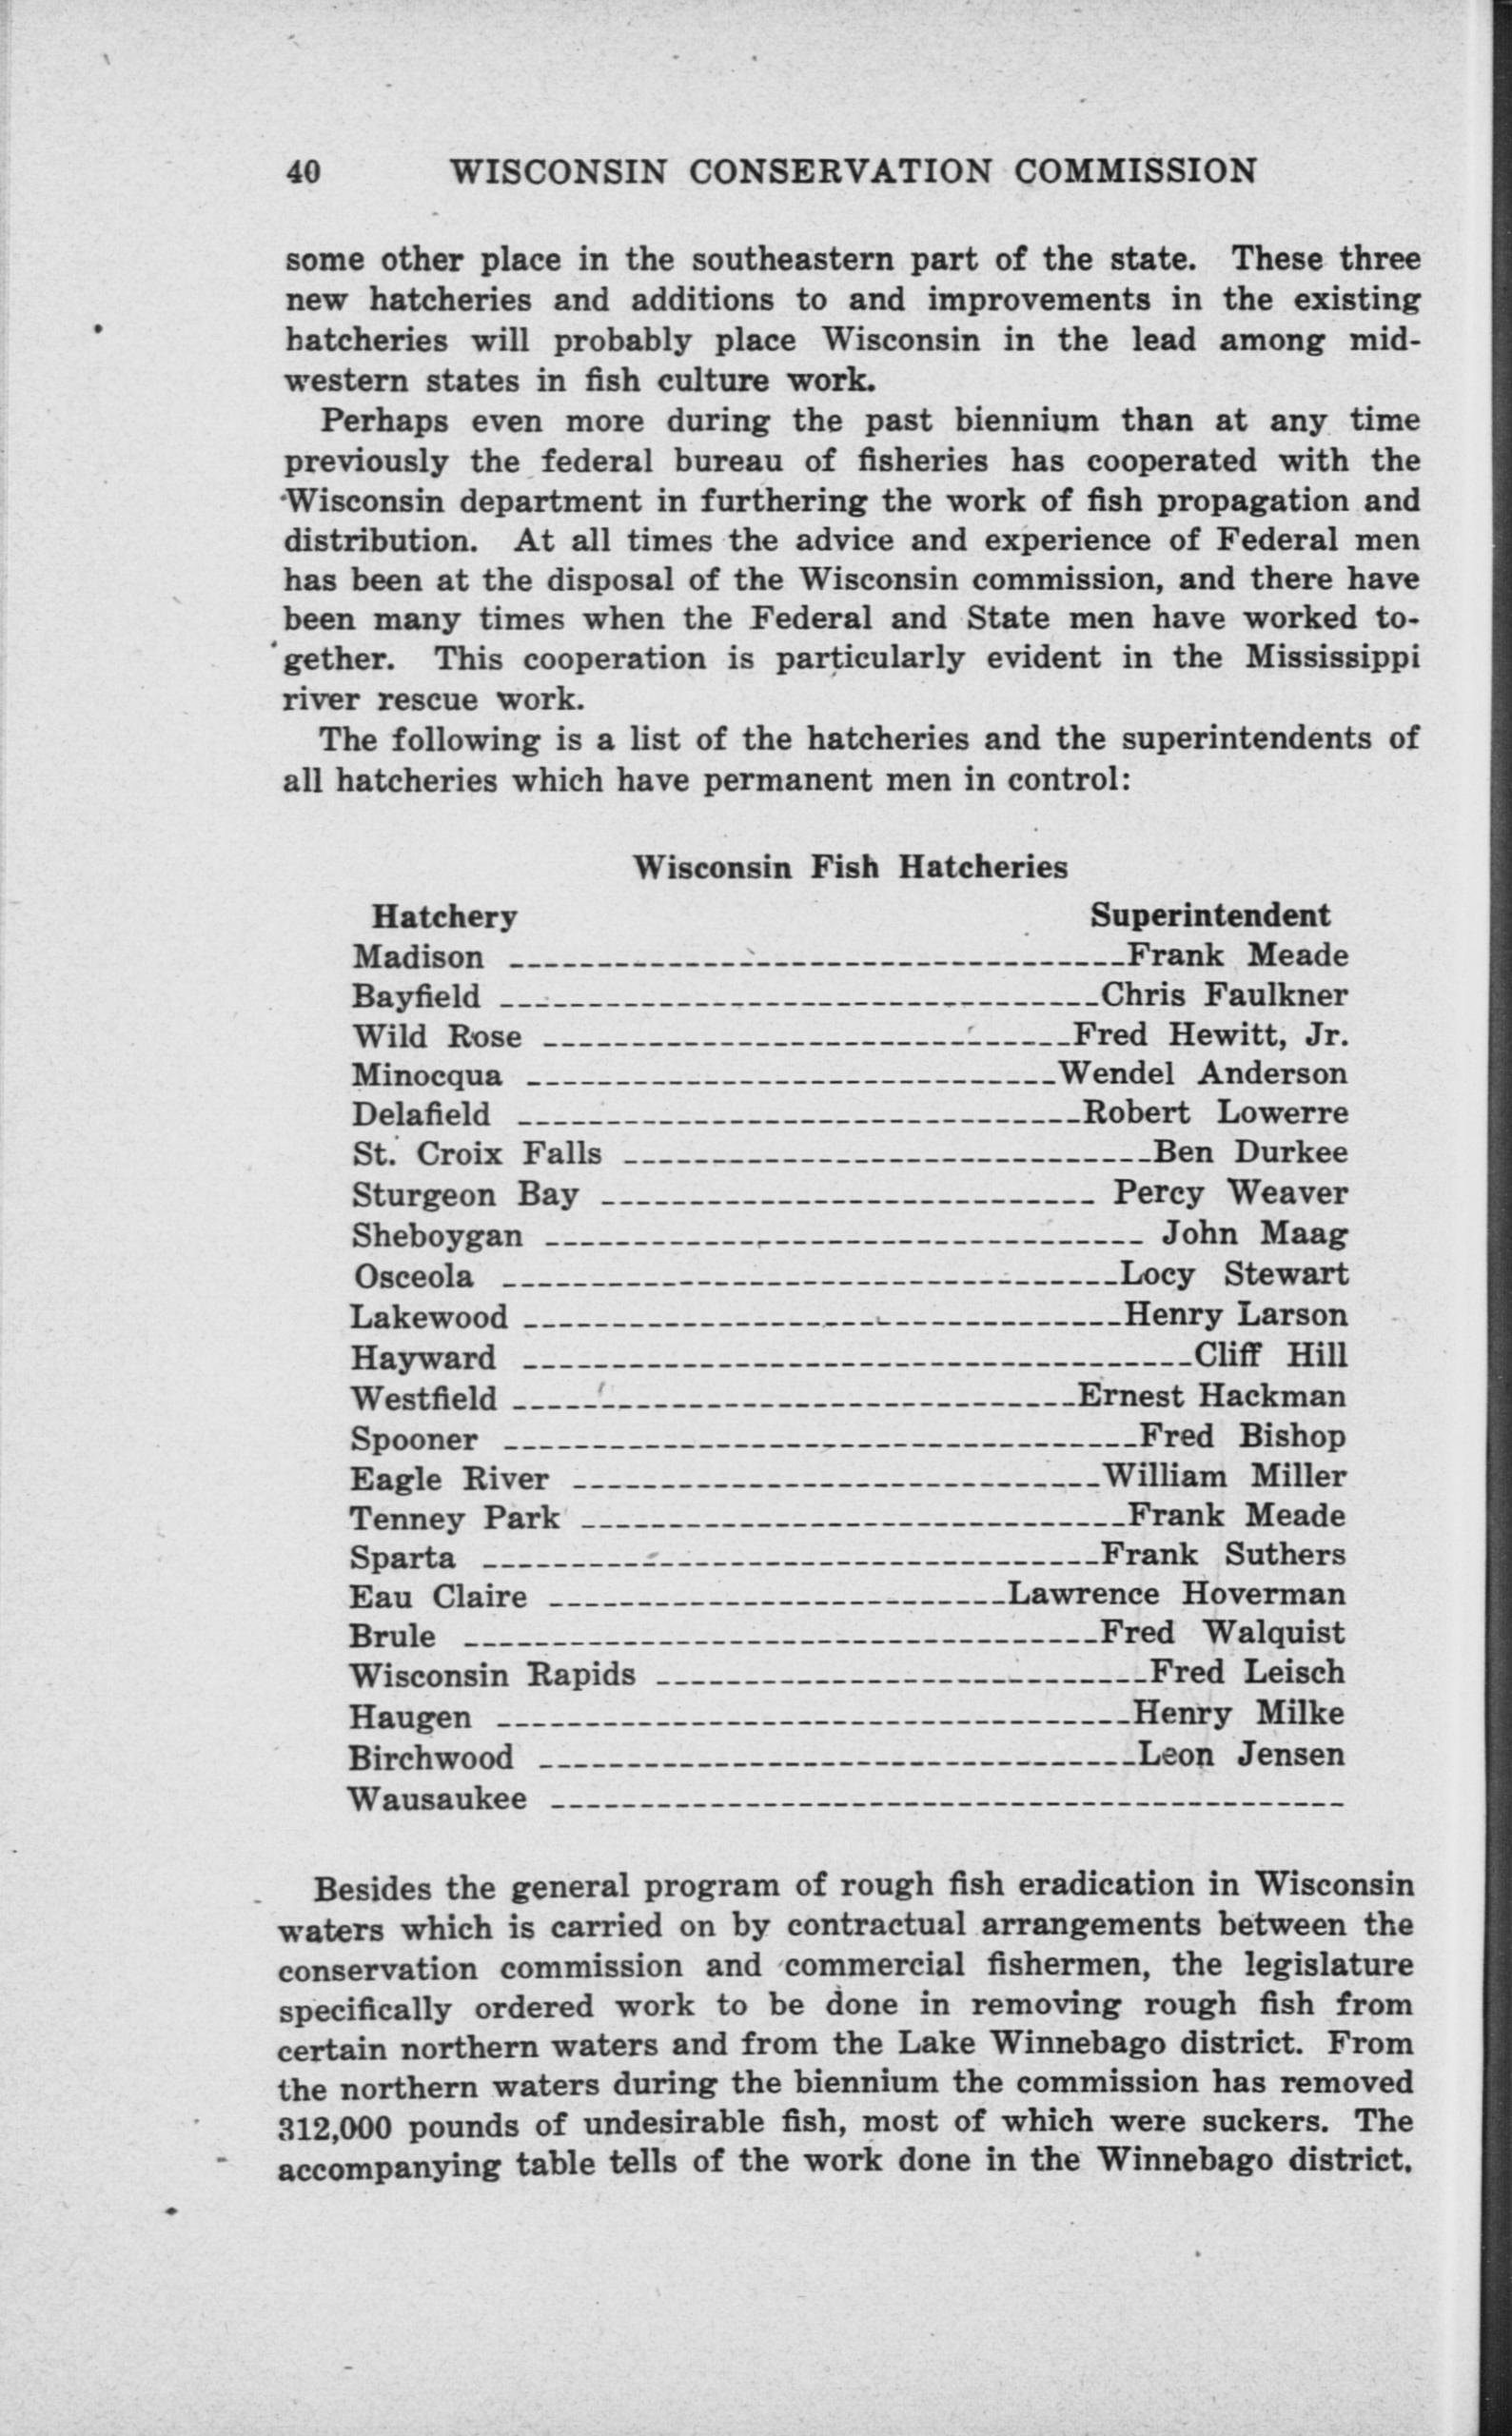 40 WISCONSIN CONSERVATION COMMISSION
some other place in the southeastern part of the state. These three
new hatcheries and additions to and improvements in the existing
hatcheries will probably place Wisconsin in the lead among mid-
western states in fish culture work.
Perhaps even more during the past biennium than at any time
previously the federal bureau of fisheries has cooperated with the
Wisconsin department in furthering the work of fish propagation and
distribution. At all times the advice and experience of Federal men
has been at the disposal of the Wisconsin commission, and there have
been many times when the Federal and State men have worked to-
gether. This cooperation is particularly evident in the Mississippi
river rescue work.
The following is a list of the hatcheries and the superintendents of
all hatcheries which have permanent men in control:
Wisconsin Fish Hatcheries
Hatchery Superintendent
Madison ------------------------------------Frank Meade
Bayfield -----------------------------------Chris Faulkner
Wild Rose -------------------------------Fred Hewitt, Jr.
Minocqua -------------------------------Wendel Anderson
Delafield ---------------------------------Robert Lowerre
St. Croix Falls -------------------------------Ben Durkee
Sturgeon Bay ----------------------------- Percy Weaver
Sheboygan ----------------------------------- John Maag
Osceola ------------------------------------Locy Stewart
Lakewood -----------------------------------Henry Larson
Hayward ---------------------------------------Cliff Hill
Westfield ---------------------------------Ernest Hackman
Spooner -------------------------------------Fred Bishop
Eagle River -------------------------------William Miller
Tenney Park --------------------------------Frank Meade
Sparta ------------------------------------Frank Suthers
Eau Claire ---------------------------Lawrence Hoverman
Brule -------------------------------------Fred Walquist
Wisconsin Rapids -----------------------------Fred Leisch
Haugen -------------------------------------Henry Milke
Birchwood -----------------------------------Leon Jensen
Wausaukee ----------------------------------------------
Besides the general program of rough fish eradication in Wisconsin
waters which is carried on by contractual arrangements between the
conservation commission and commercial fishermen, the legislature
specifically ordered work to be done in removing rough fish from
certain northern waters and from the Lake Winnebago district. From
the northern waters during the biennium the commission has removed
312,000 pounds of undesirable fish, most of which were suckers. The
accompanying table tells of the work done in the Winnebago district.